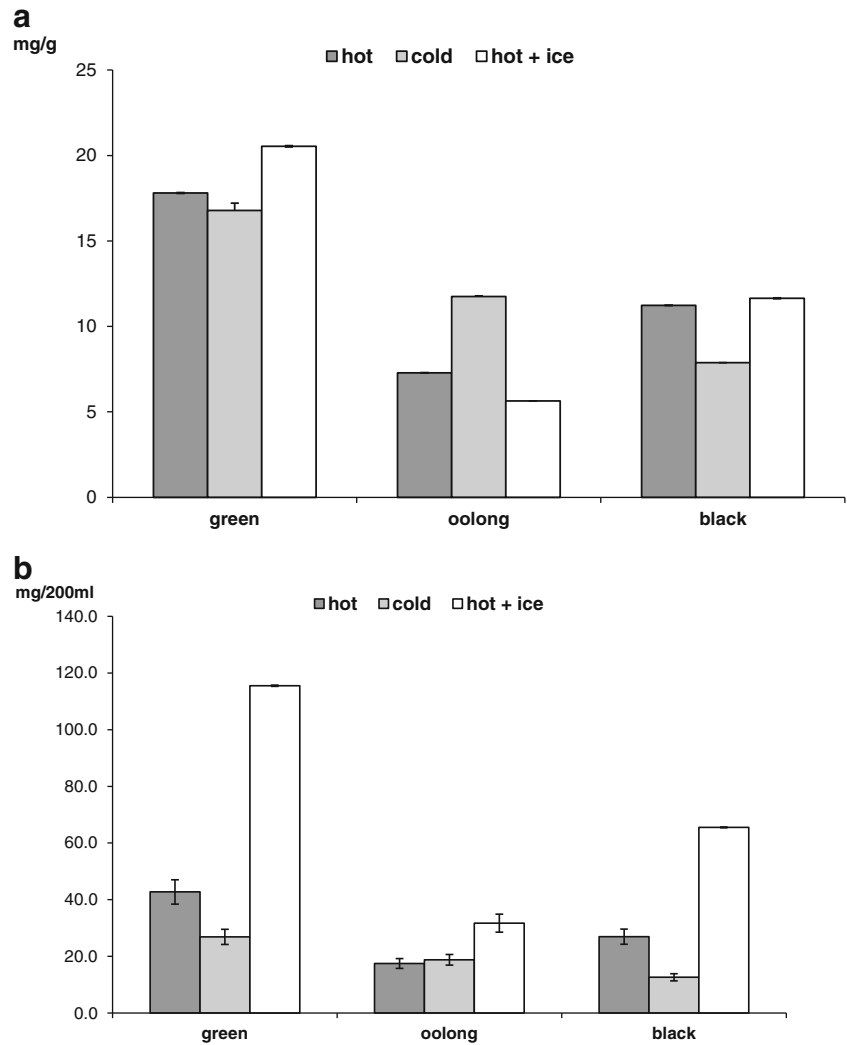 a
mg/g
hot cold hot + ice
25
20
15
10
5
0
green oolong black
b
mg/200ml
hot cold hot + ice
140.0
120.0
100.0
80.0
60.0
40.0
20.0
0.0
green oolong black